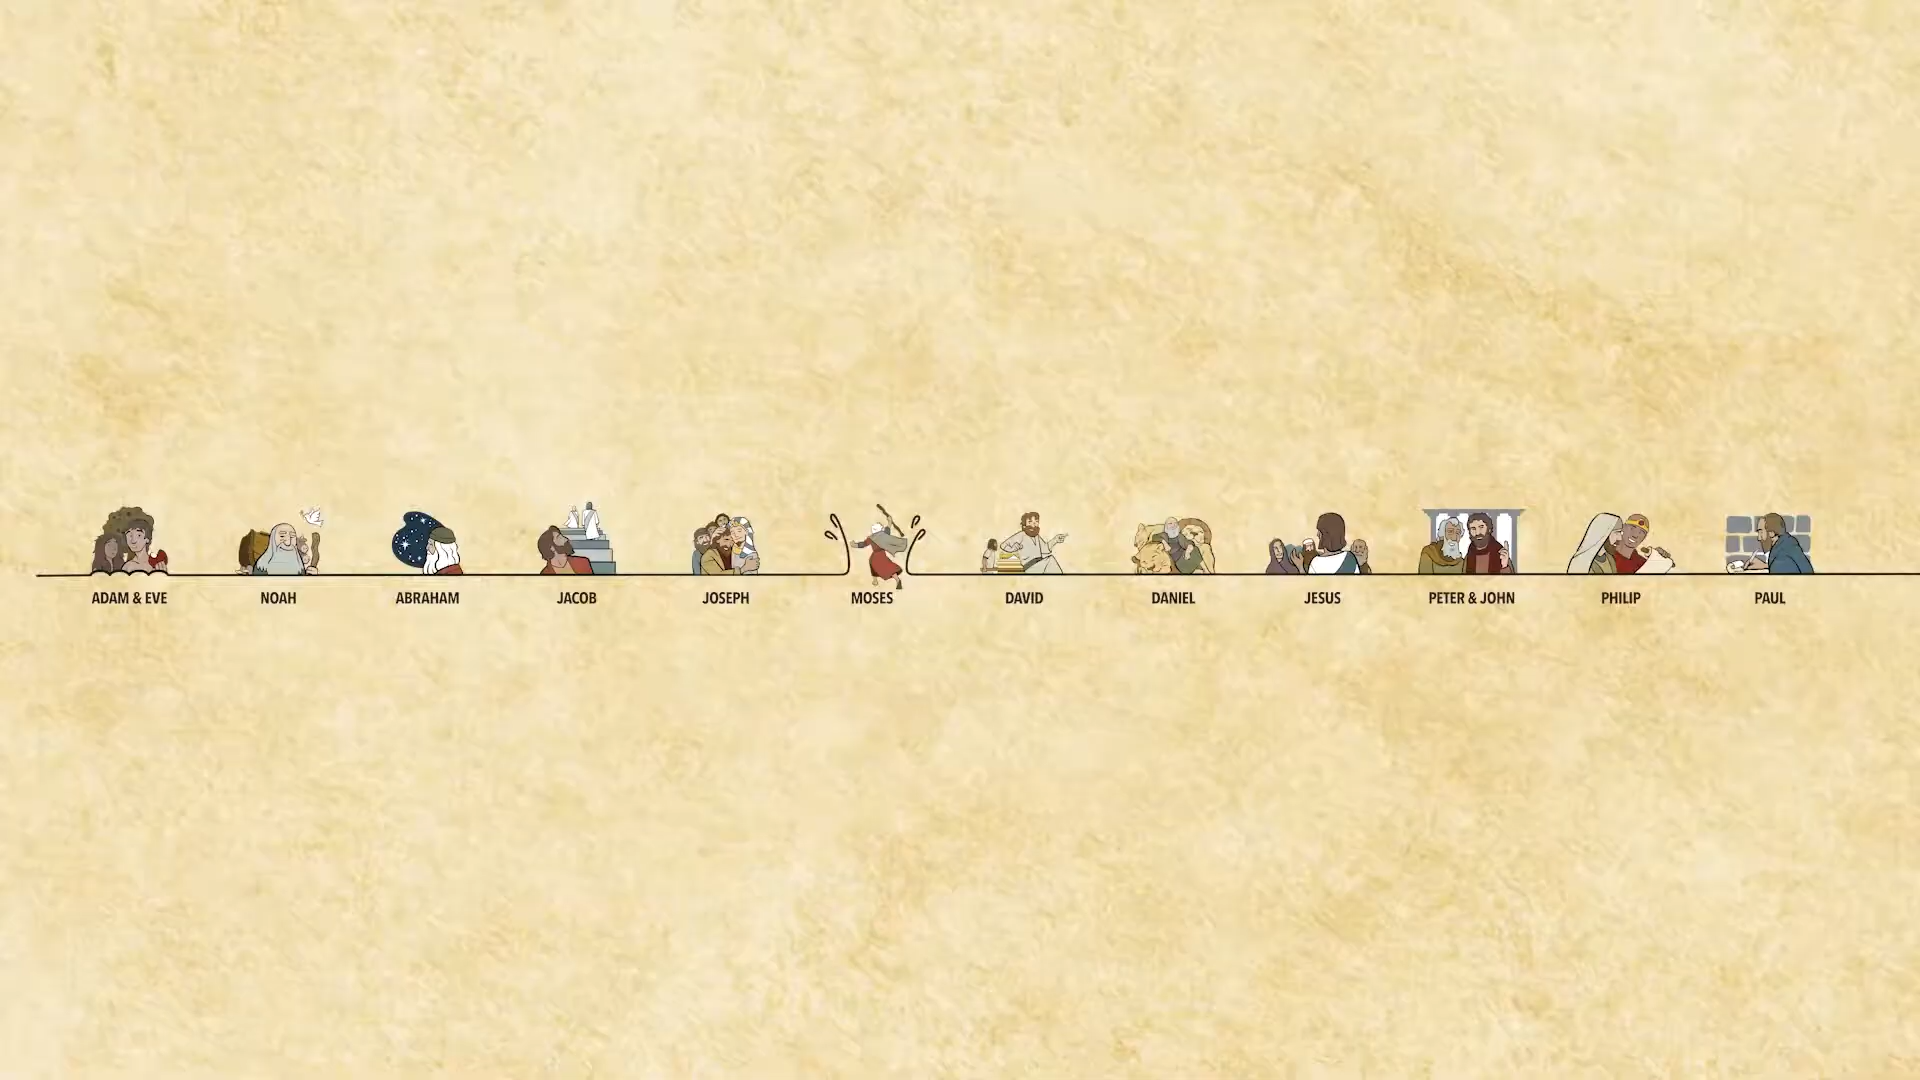 ADAM & EVE
NOAH
ABRAHAM
JACOB
JOSEPH
MOSES
DAVID
DANIEL
JESUS
PETER & JOHN
PHILIP
PAUL